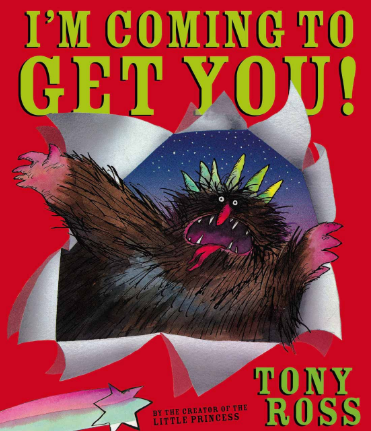 I'M COMING TO
GET YOU!
TONY
ROSS
BY THE CREATOR OF THE
LITTLE PRINCESS